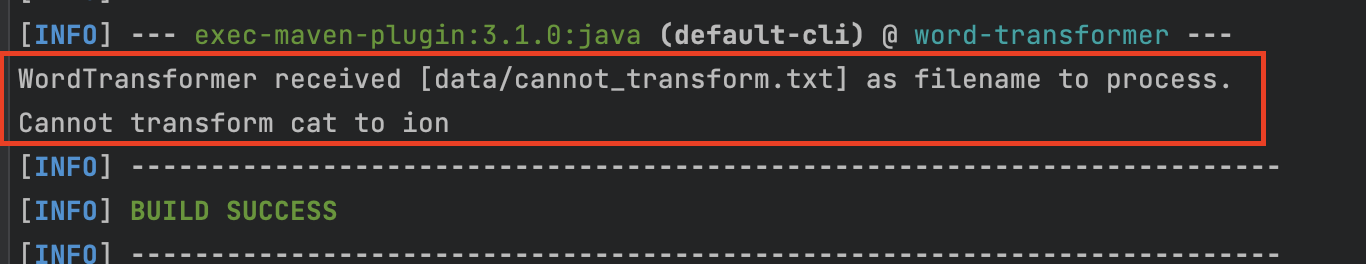 [INFO] --- exec-maven-plugin:3.1.0:java (default-cli) @ word-transformer ---
WordTransformer received [data/cannot_transform.txt] as filename to process.
Cannot transform cat to ion
[INFO] ------------------------------------------------------------------------
[INFO] BUILD SUCCESS
[INFO] ------------------------------------------------------------------------